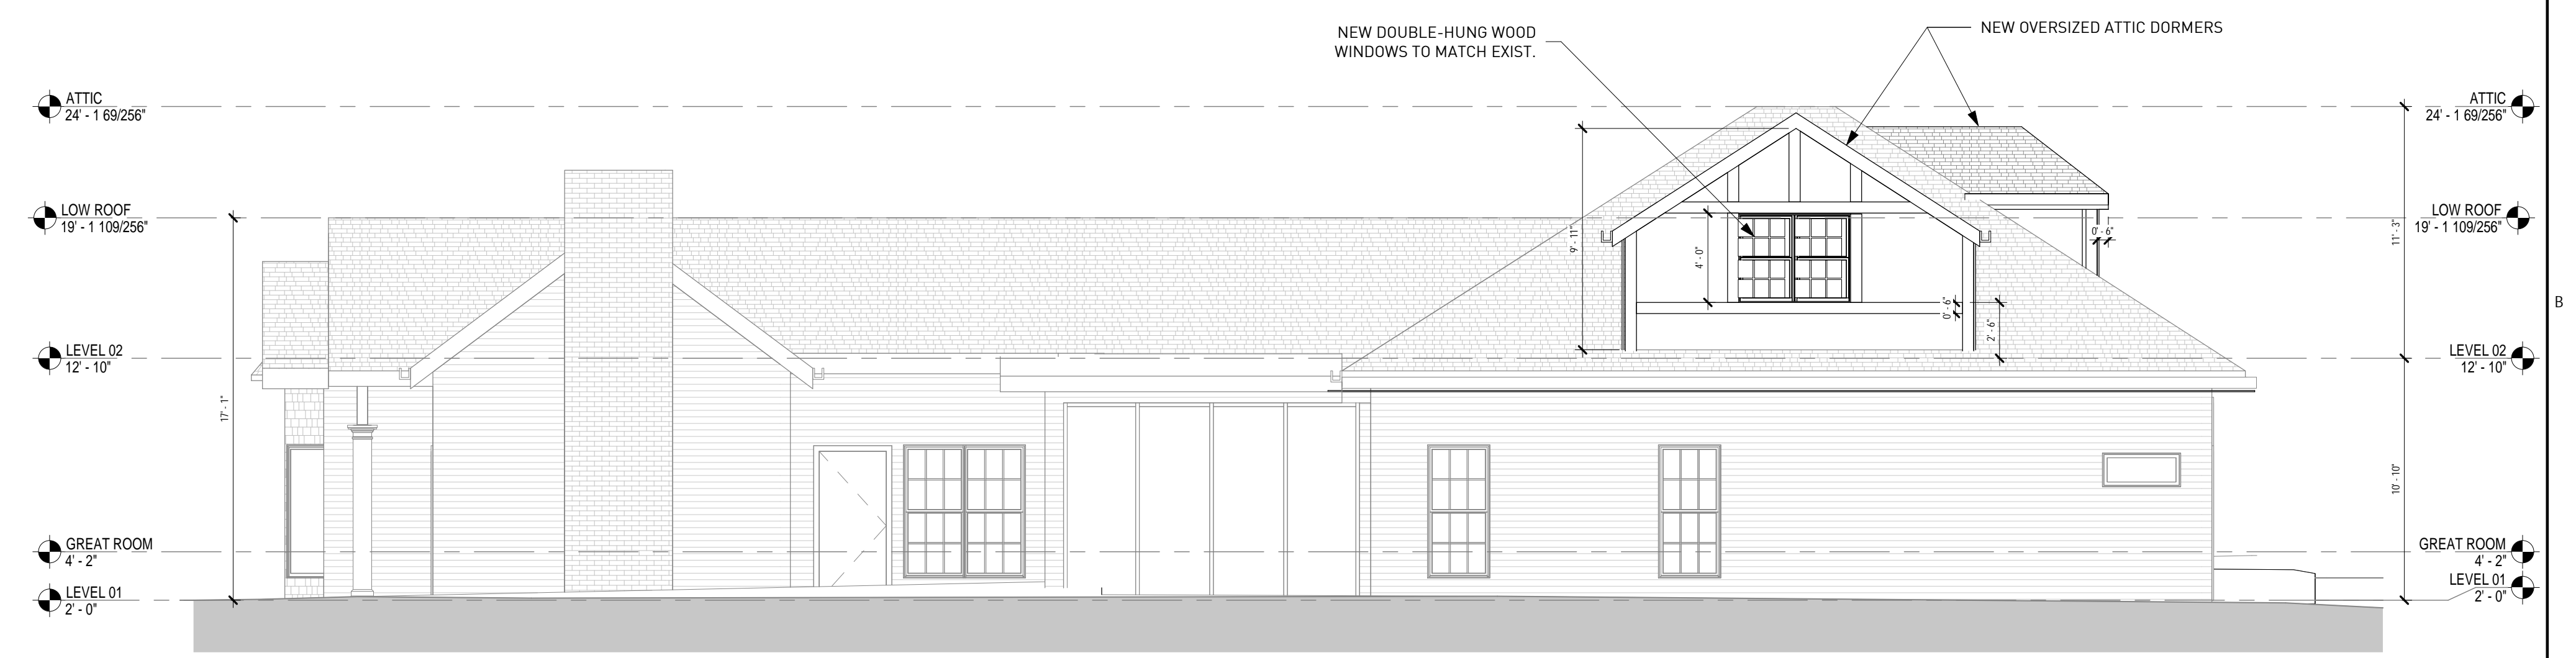 NEW DOUBLE-HUNG WOOD
WINDOWS TO MATCH EXIST.
NEW OVERSIZED ATTIC DORMERS
ATTIC
24' - 1 69/256"
ATTIC
24' - 1 69/256"
LOW ROOF
19' - 1 109/256"
LOW ROOF
19' - 1 109/256"
0' - 6"
11' - 3"
9' - 11"
4' - 0"
0' - 6"
2' - 6"
B
LEVEL 02
12' - 10"
LEVEL 02
12' - 10"
17' - 1"
10' - 10"
GREAT ROOM
4' - 2"
GREAT ROOM
4' - 2"
LEVEL 01
2' - 0"
LEVEL 01
2' - 0"